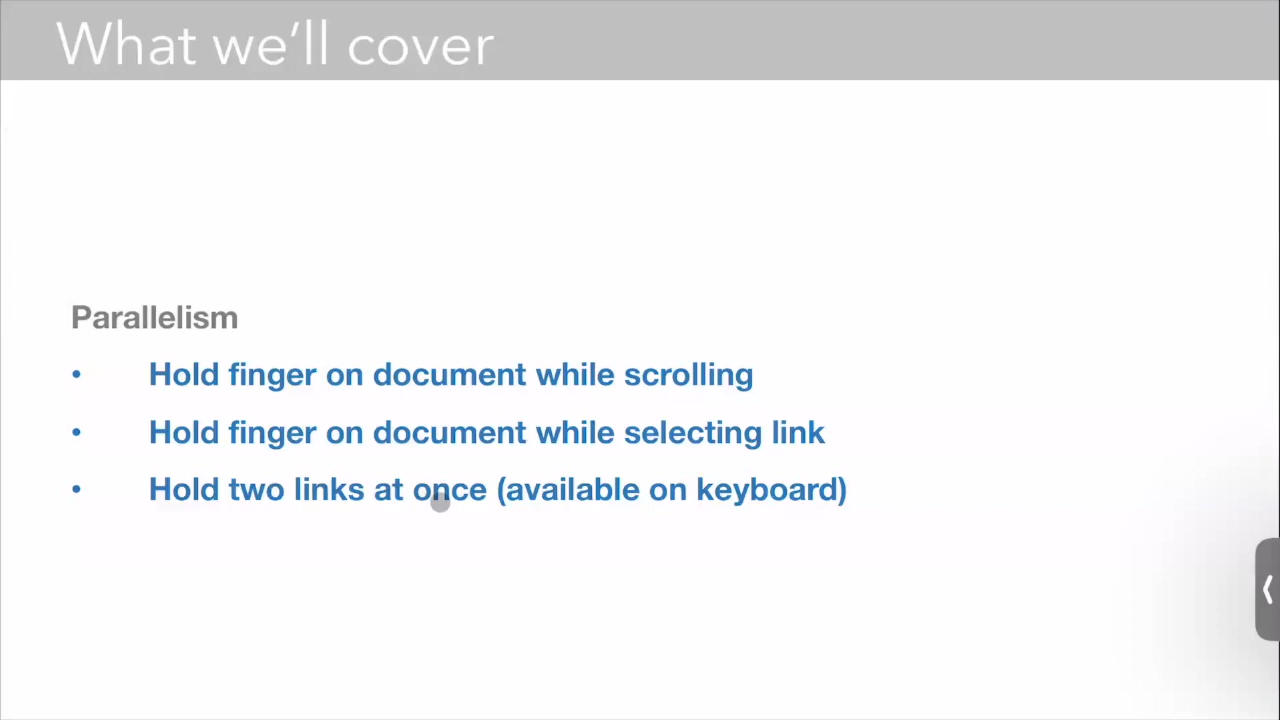 What we’ll cover
Parallelism
• Hold finger on document while scrolling
• Hold finger on document while selecting link
• Hold two links at once (available on keyboard)